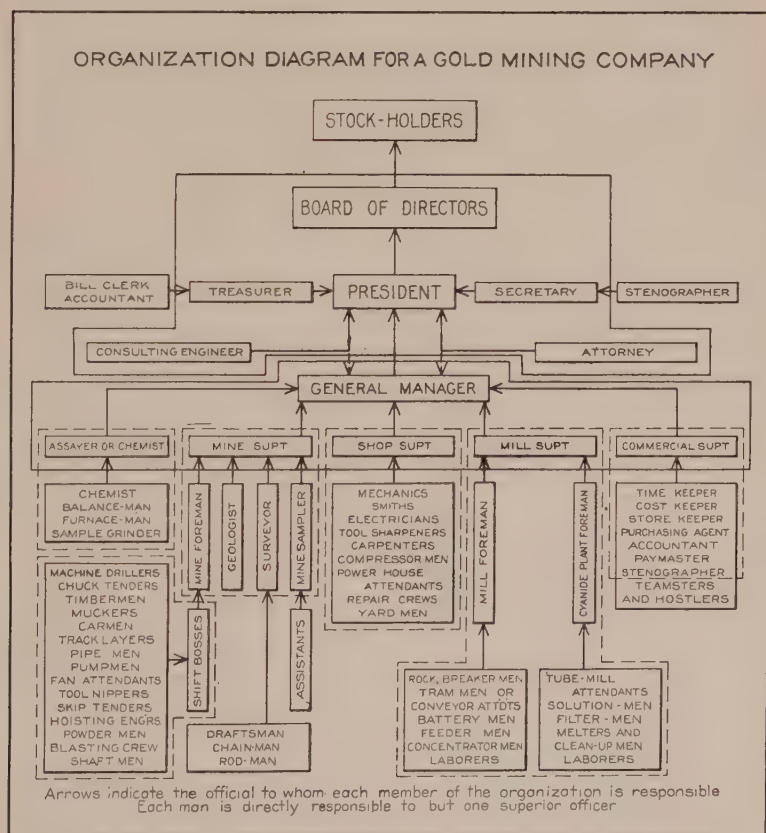 ORGANIZATION DIAGRAM FOR A GOLD MINING COMPANY
STOCK-HOLDERS
BOARD OF DIRECTORS
BILL CLERK
ACCOUNTANT
TREASURER
PRESIDENT
SECRETARY
STENOGRAPHER
CONSULTING ENGINEER
ATTORNEY
GENERAL MANAGER
ASSAYER OR CHEMIST
MINE SUPT
SHOP SUPT
MILL SUPT
COMMERCIAL SUPT
CHEMIST
BALANCE-MAN
FURNACE-MAN
SAMPLE GRINDER
MINE FOREMAN
GEOLOGIST
SURVEYOR
MINE SAMPLER
MECHANICS
SMITHS
ELECTRICIANS
TOOL SHARPENERS
CARPENTERS
COMPRESSOR MEN
POWER HOUSE
ATTENDANTS
REPAIR CREWS
YARD MEN
MILL FOREMAN
CYANIDE PLANT FOREMAN
TIME KEEPER
COST KEEPER
STORE KEEPER
PURCHASING AGENT
ACCOUNTANT
PAYMASTER
STENOGRAPHER
TEAMSTERS
AND HOSTLERS
MACHINE DRILLERS
CHUCK TENDERS
TIMBERMEN
MUCKERS
CARMEN
TRACK LAYERS
PIPE MEN
PUMPMEN
FAN ATTENDANTS
TOOL NIPPERS
SKIP TENDERS
HOISTING ENGRS
POWDER MEN
BLASTING CREW
SHAFT MEN
SHIFT BOSSES
ASSISTANTS
DRAFTSMAN
CHAIN-MAN
ROD-MAN
ROCK, BREAKER MEN
TRAM MEN OR
CONVEYOR ATTDTS
BATTERY MEN
FEEDER MEN
CONCENTRATOR MEN
LABORERS
TUBE-MILL
ATTENDANTS
SOLUTION-MEN
FILTER-MEN
MELTERS AND
CLEAN-UP MEN
LABORERS
Arrows indicate the official to whom each member of the organization is responsible
Each man is directly responsible to but one superior officer